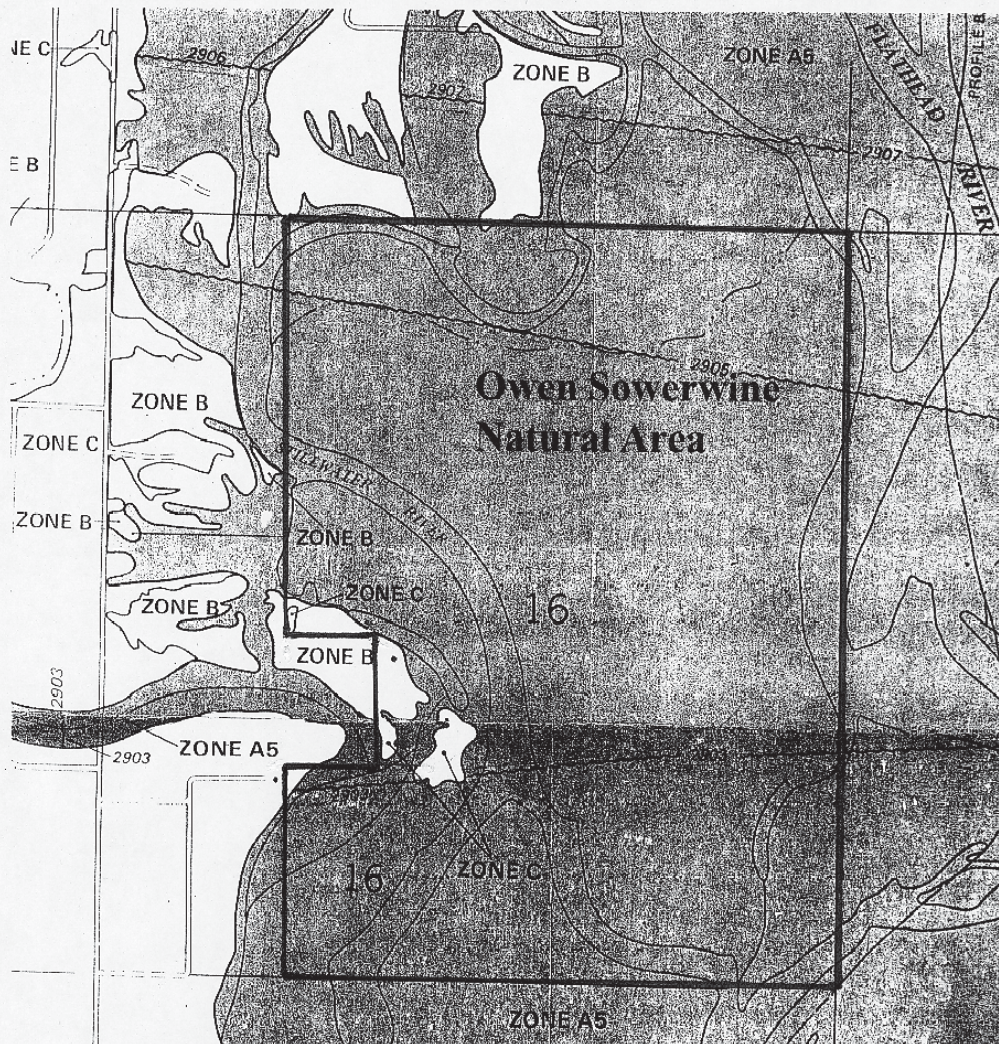 NE C
2906
ZONE B
ZONE A5
FLATHEAD
RIVER
PROFILE B
2907
2907
E B
2905
Owen Sowerwine
Natural Area
ZONE B
ZONE C
RIVER
ZONE B
ZONE B
ZONE C
ZONE B
16
ZONE B
2903
ZONE A5
2903
16
ZONE C
ZONE A5